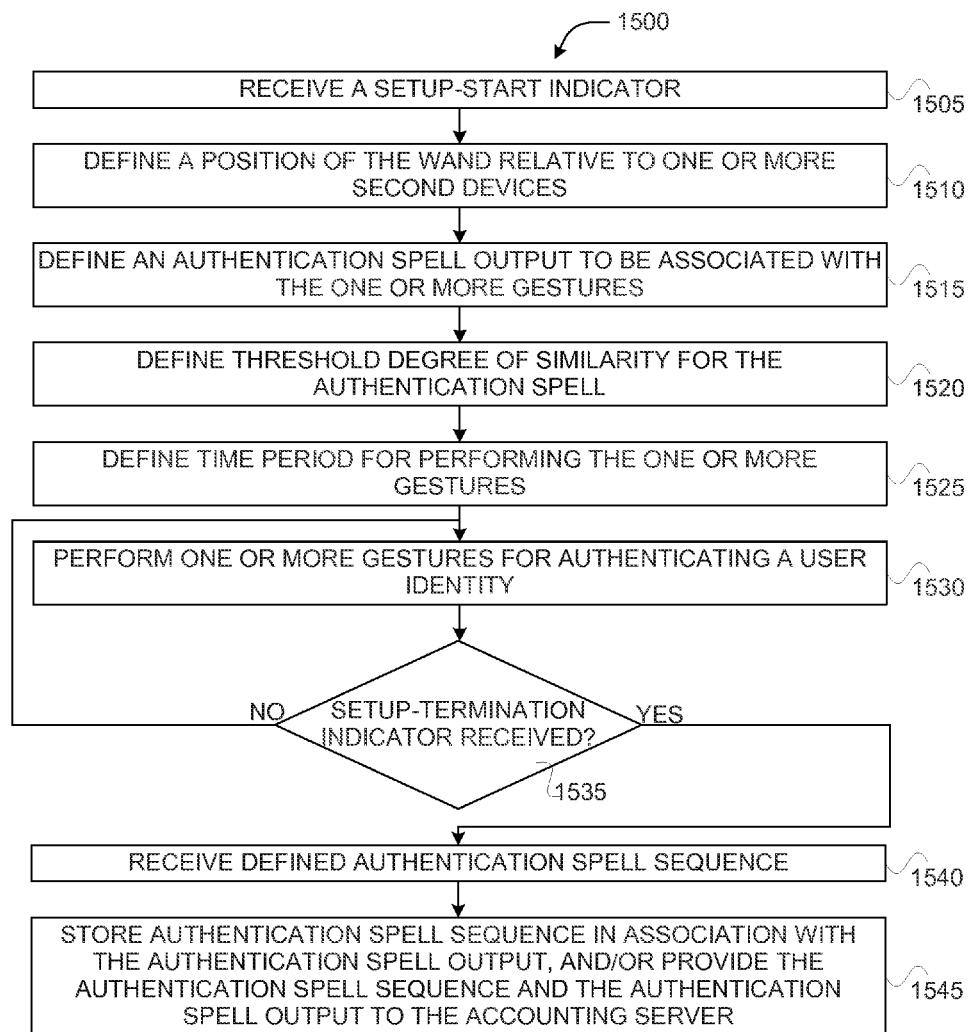 1500
RECEIVE A SETUP-START INDICATOR
1505
DEFINE A POSITION OF THE WAND RELATIVE TO ONE OR MORE
SECOND DEVICES
1510
DEFINE AN AUTHENTICATION SPELL OUTPUT TO BE ASSOCIATED WITH
THE ONE OR MORE GESTURES
1515
DEFINE THRESHOLD DEGREE OF SIMILARITY FOR THE
AUTHENTICATION SPELL
1520
DEFINE TIME PERIOD FOR PERFORMING THE ONE OR MORE
GESTURES
1525
PERFORM ONE OR MORE GESTURES FOR AUTHENTICATING A USER
IDENTITY
1530
NO
SETUP-TERMINATION
INDICATOR RECEIVED?
YES
1535
RECEIVE DEFINED AUTHENTICATION SPELL SEQUENCE
1540
STORE AUTHENTICATION SPELL SEQUENCE IN ASSOCIATION WITH
THE AUTHENTICATION SPELL OUTPUT, AND/OR PROVIDE THE
AUTHENTICATION SPELL SEQUENCE AND THE AUTHENTICATION
SPELL OUTPUT TO THE ACCOUNTING SERVER
1545